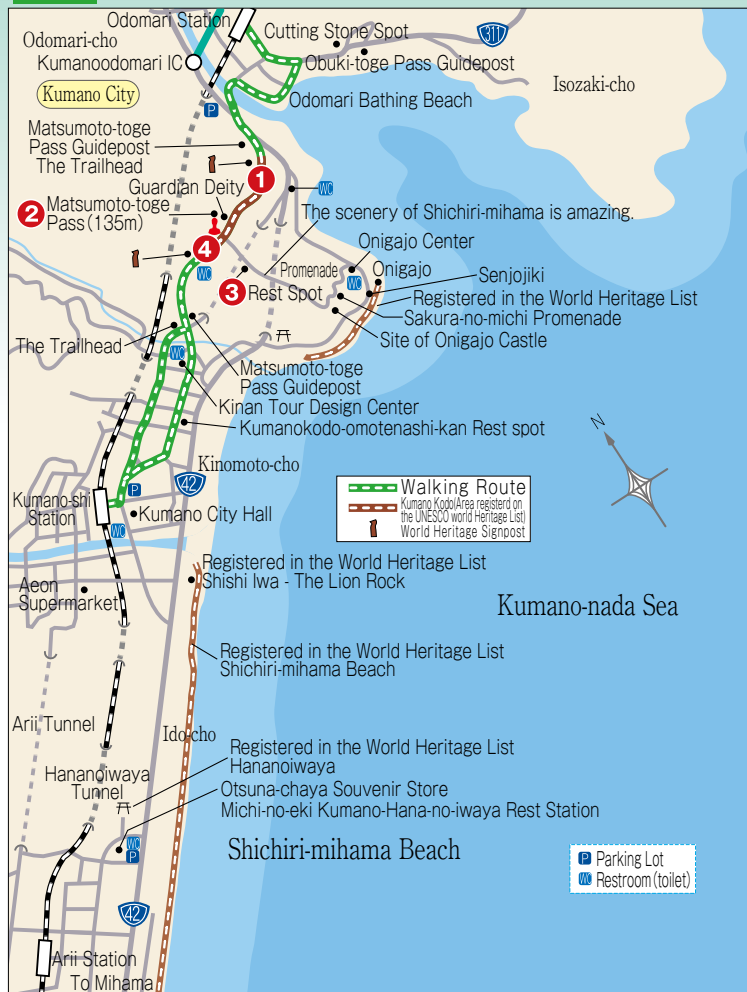 Odomari Station
Cutting Stone Spot
311
Odomari-cho
Kumanoodomari IC
Obuki-toge Pass Guidepost
Isozaki-cho
Kumano City
Odomari Bathing Beach
P
Matsumoto-toge
Pass Guidepost
The Trailhead
1
WC
Guardian Deity
2 Matsumoto-toge
Pass (135m)
The scenery of Shichiri-mihama is amazing.
4
Onigajo Center
WC
Promenade
Onigajo
WC
Senjojiki
3 Rest Spot
Registered in the World Heritage List
Sakura-no-michi Promenade
Site of Onigajo Castle
The Trailhead
WC
Matsumoto-toge
Pass Guidepost
Kinan Tour Design Center
Kumanokodo-omotenashi-kan Rest spot
Kinomoto-cho
42
P
Kumano-shi
Station
WC
Kumano City Hall
Walking Route
Kumano Kodo(Area registerd on
the UNESCO world Heritage List)
World Heritage Signpost
N
Registered in the World Heritage List
Shishi Iwa - The Lion Rock
Aeon
Supermarket
Kumano-nada Sea
Registered in the World Heritage List
Shichiri-mihama Beach
Arii Tunnel
Ido-cho
Registered in the World Heritage List
Hananoiwaya
Hananoiwaya
Tunnel
Otsuna-chaya Souvenir Store
Michi-no-eki Kumano-Hana-no-iwaya Rest Station
WC
P
Shichiri-mihama Beach
P Parking Lot
WC Restroom (toilet)
42
Arii Station
To Mihama